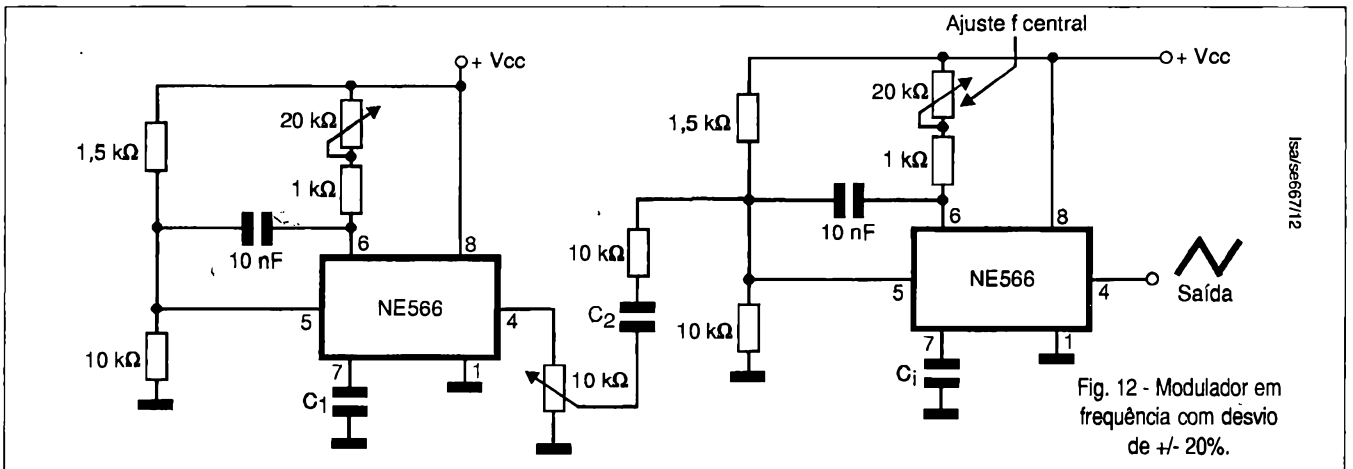 Ajuste f central
+ Vcc
+ Vcc
20 kΩ
20 kΩ
1,5 kΩ
1,5 kΩ
1 kΩ
1 kΩ
10 nF
10 nF
6
8
6
8
10 kΩ
NE566
NE566
5
4
5
4
Saída
C2
10 kΩ
10 kΩ
10 kΩ
7
1
7
1
C1
Ci
Isa/se667/12
Fig. 12 - Modulador em
frequência com desvio
de +/- 20%.